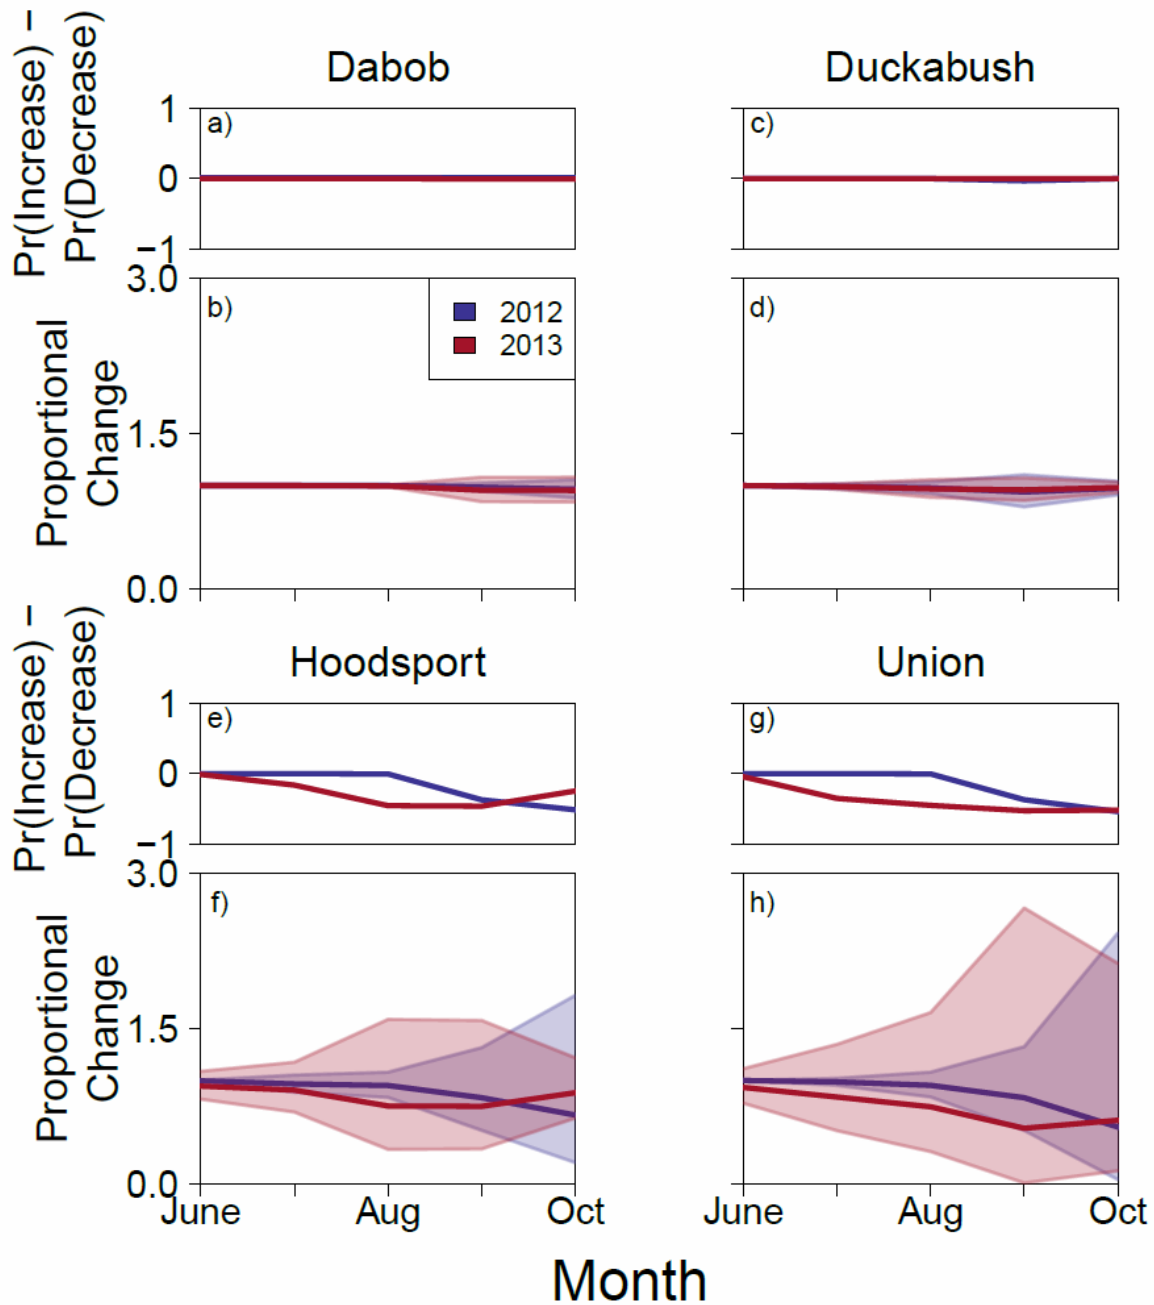 Dabob
Duckabush
Pr(Increase) −
Pr(Decrease)
1
0
−1
a)
c)
Proportional
Change
3.0
1.5
0.0
b)
2012
2013
d)
Hoodsport
Union
Pr(Increase) −
Pr(Decrease)
1
0
−1
e)
g)
Proportional
Change
3.0
1.5
0.0
f)
h)
June
Aug
Oct
June
Aug
Oct
Month